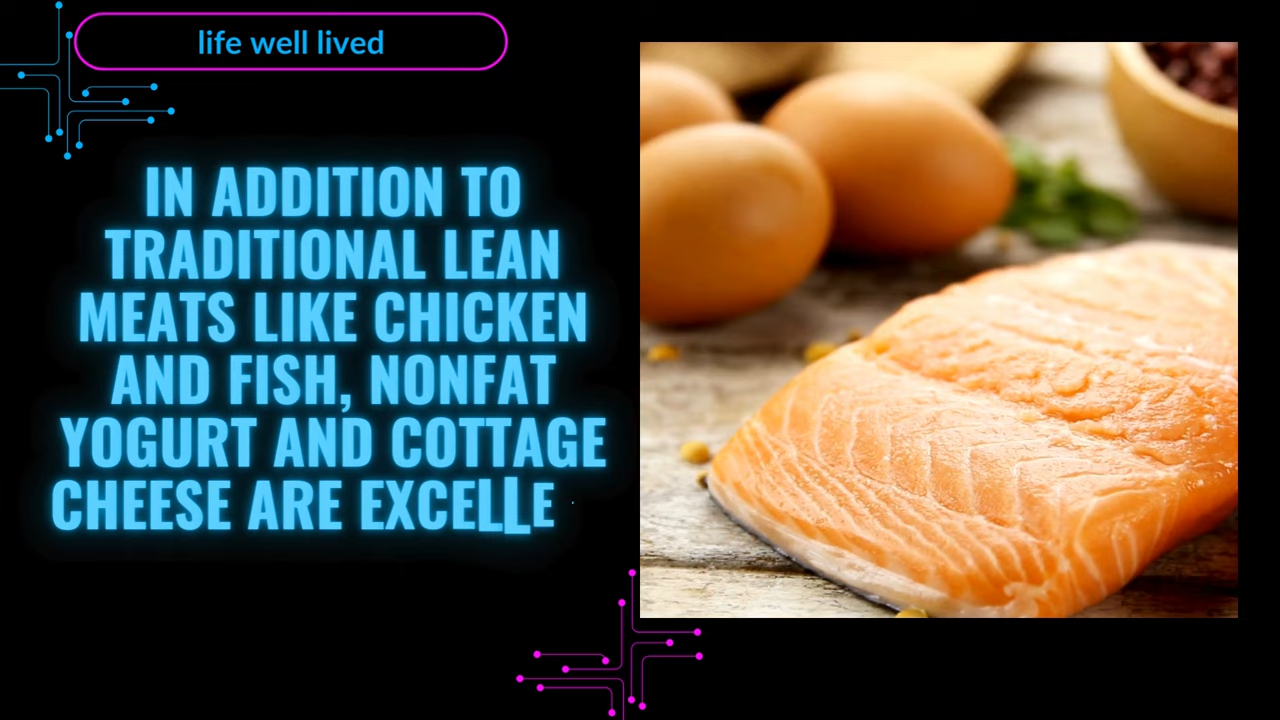 life well lived
IN ADDITION TO
TRADITIONAL LEAN
MEATS LIKE CHICKEN
AND FISH, NONFAT
YOGURT AND COTTAGE
CHEESE ARE EXCELLE